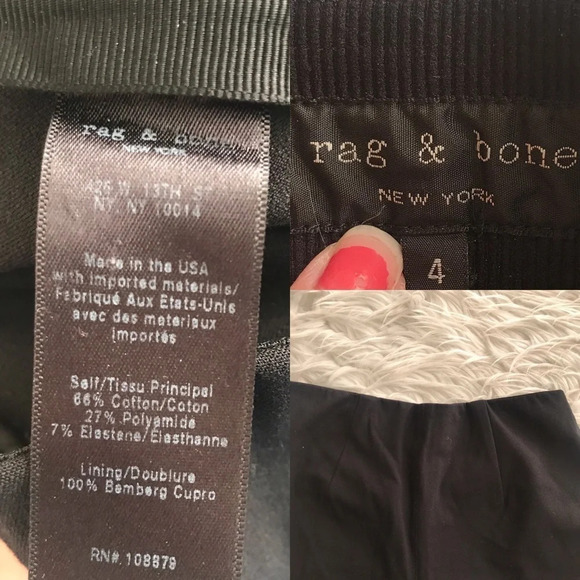 rag & bone
NEW YORK
425 W. 13TH ST
NY, NY 10014
Made in the USA
with imported materials/
Fabriqué Aux Etats-Unis
avec des materiaux
importés
Self/Tissu Principal
66% Cotton/Coton
27% Polyamide
7% Elastene/Elasthanne
Lining/Doublure
100% Bemberg Cupro
RN#. 108879
rag & bone
NEW YORK
4